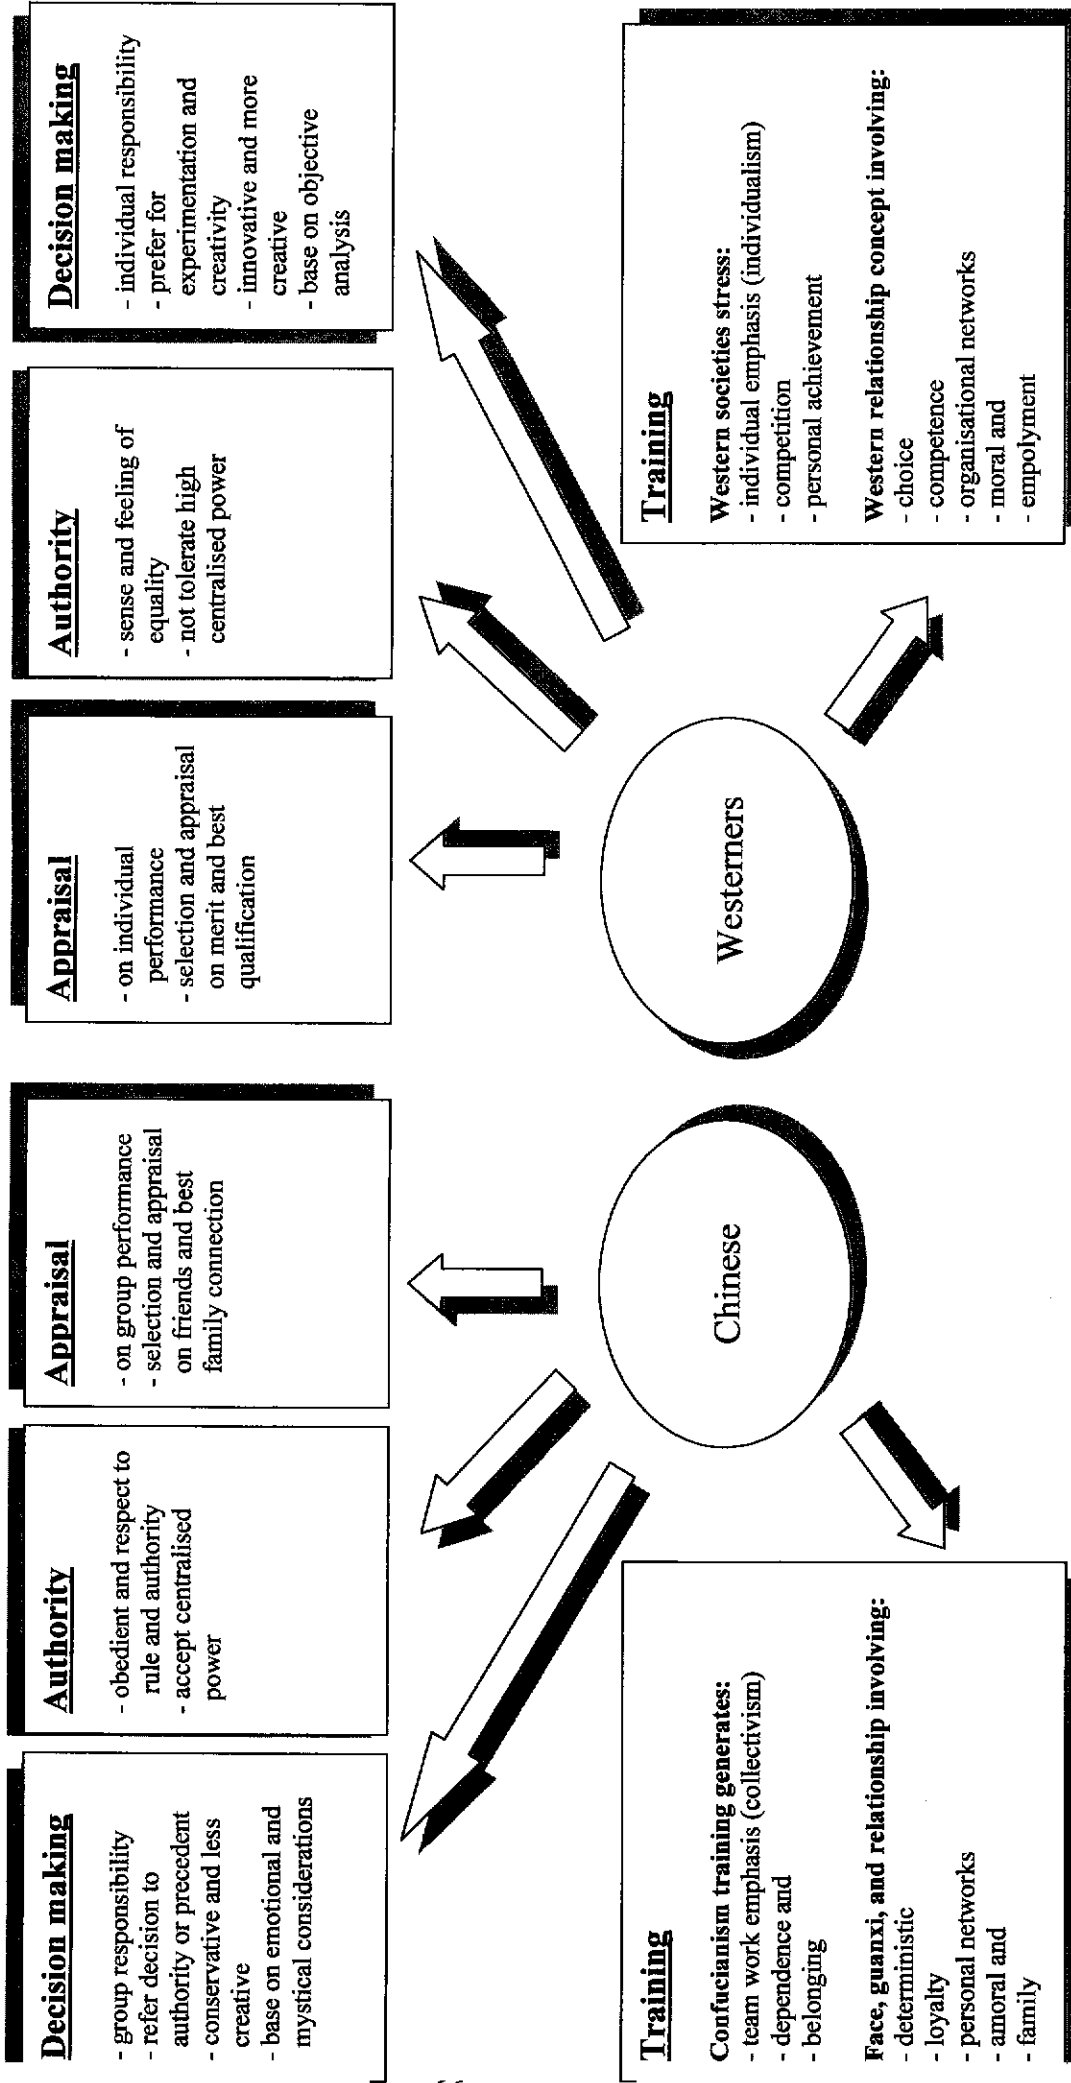 Decision making
- group responsibility
- refer decision to
authority or precedent
- conservative and less
creative
- base on emotional and
mystical considerations
Authority
- obedient and respect to
rule and authority
- accept centralised
power
Appraisal
- on group performance
- selection and appraisal
on friends and best
family connection
Appraisal
- on individual
performance
- selection and appraisal
on merit and best
qualification
Authority
- sense and feeling of
equality
- not tolerate high
centralised power
Decision making
- individual responsibility
- prefer for
experimentation and
creativity
- innovative and more
creative
- base on objective
analysis
Chinese
Westerners
Training
Confucianism training generates:
- team work emphasis (collectivism)
- dependence and
- belonging
Face, guanxi, and relationship involving:
- deterministic
- loyalty
- personal networks
- amoral and
- family
Training
Western societies stress:
- individual emphasis (individualism)
- competition
- personal achievement
Western relationship concept involving:
- choice
- competence
- organisational networks
- moral and
- empolyment